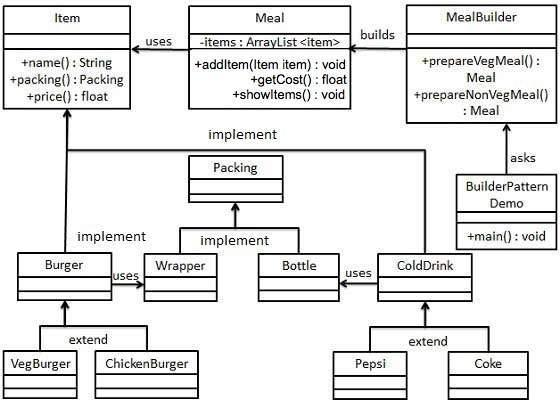 Item
+name() : String
+packing() : Packing
+price() : float
uses
Meal
-items : ArrayList <item>
+addItem(Item item) : void
+getCost() : float
+showItems() : void
builds
MealBuilder
+prepareVegMeal() :
Meal
+prepareNonVegMeal()
: Meal
implement
asks
Packing
BuilderPattern
Demo
+main() : void
implement
implement
Burger
uses
Wrapper
Bottle
uses
ColdDrink
extend
extend
VegBurger
ChickenBurger
Pepsi
Coke